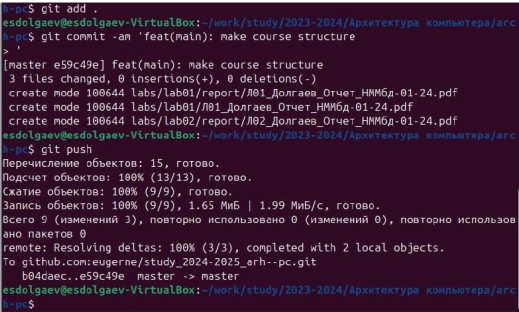 h-pc$ git add .
esdolgaev@esdolgaev-VirtualBox:~/work/study/2023-2024/Архитектура компьютера/arc
h-pc$ git commit -am 'feat(main): make course structure
> '
[master e59c49e] feat(main): make course structure
3 files changed, 0 insertions(+), 0 deletions(-)
create mode 100644 labs/lab01/report/Л01_Долгаев_Отчет_НММбд-01-24.pdf
create mode 100644 labs/lab01/Л01_Долгаев_Отчет_НММбд-01-24.pdf
create mode 100644 labs/lab02/report/Л02_Долгаев_Отчет_НММбд-01-24.pdf
esdolgaev@esdolgaev-VirtualBox:~/work/study/2023-2024/Архитектура компьютера/arc
h-pc$ git push
Перечисление объектов: 15, готово.
Подсчет объектов: 100% (13/13), готово.
Сжатие объектов: 100% (9/9), готово.
Запись объектов: 100% (9/9), 1.65 МиБ | 1.99 МиБ/с, готово.
Всего 9 (изменений 3), повторно использовано 0 (изменений 0), повторно использов
ано пакетов 0
remote: Resolving deltas: 100% (3/3), completed with 2 local objects.
To github.com:eugerne/study_2024-2025_arh--pc.git
b04daec..e59c49e master -> master
esdolgaev@esdolgaev-VirtualBox:~/work/study/2023-2024/Архитектура компьютера/arc
h-pc$